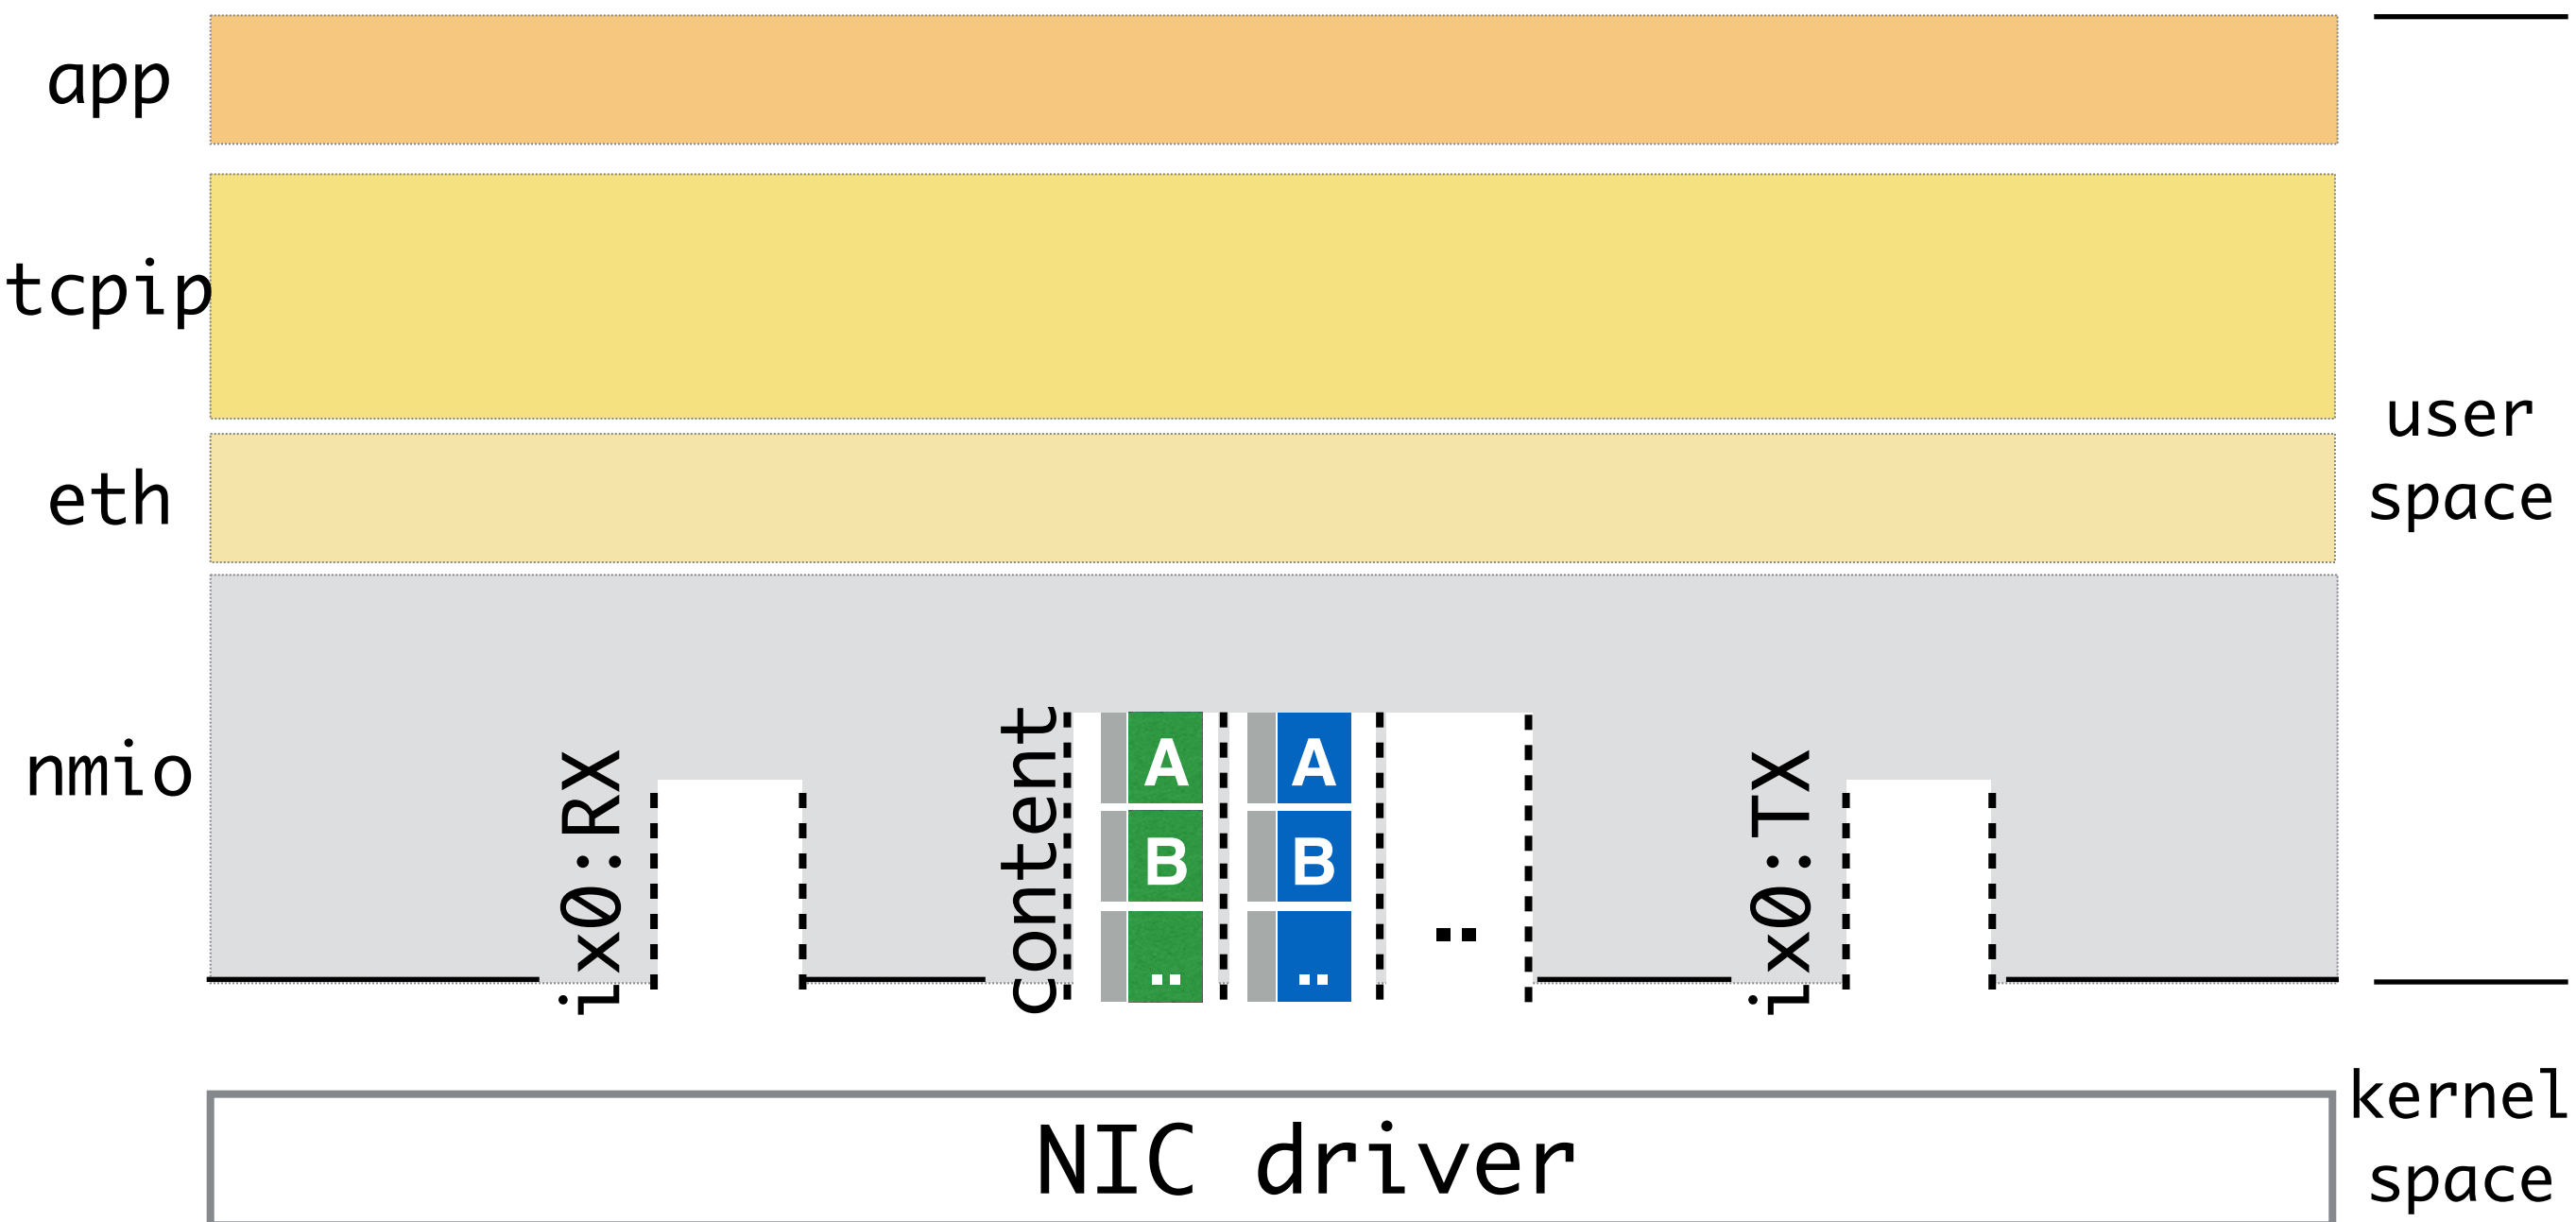 app
tcpip
user
eth
space
nmio
ix0:RX
content
A
A
B
B
..
..
..
ix0:TX
kernel
NIC driver
space